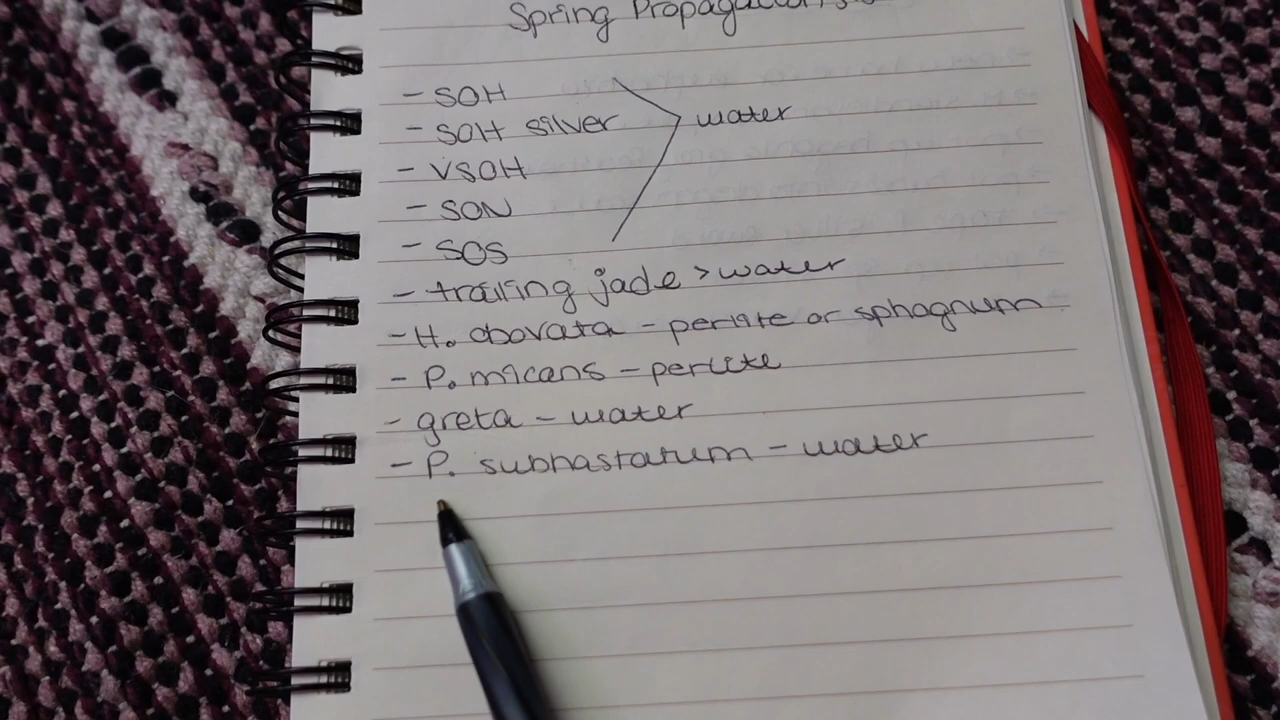 Spring Propagations
- SOH
- SOH silver
water
- VSOH
- SON
- SOS
- trailing jade > water
- H. obovata - perlite or sphagnum
- P. micans - perlite
- greta - water
- P. subhastatum - water